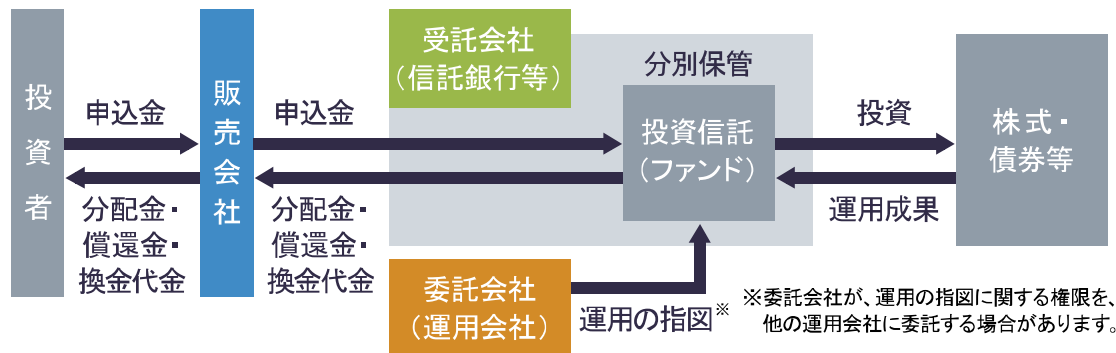 投資者
申込金
分配金・
償還金・
換金代金
販売会社
申込金
分配金・
償還金・
換金代金
受託会社
（信託銀行等）
分別保管
投資信託
（ファンド）
委託会社
（運用会社）
運用の指図※
投資
運用成果
株式・
債券等
※委託会社が、運用の指図に関する権限を、
他の運用会社に委託する場合があります。